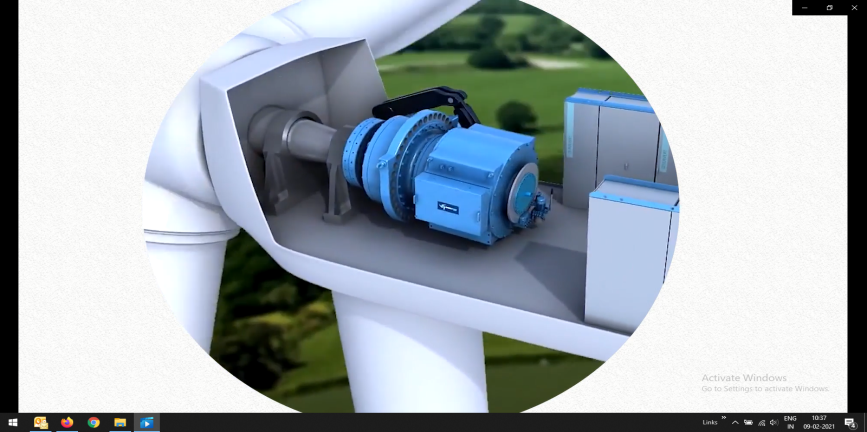 Activate Windows
Go to Settings to activate Windows.
Links
ENG
IN
10:37
09-02-2021